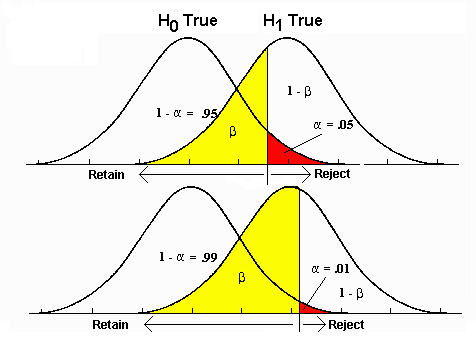 H0 True H1 True
1 - β
1 - α = .95
β
α = .05
Retain Reject
1 - α = .99
β
α = .01
1 - β
Retain Reject